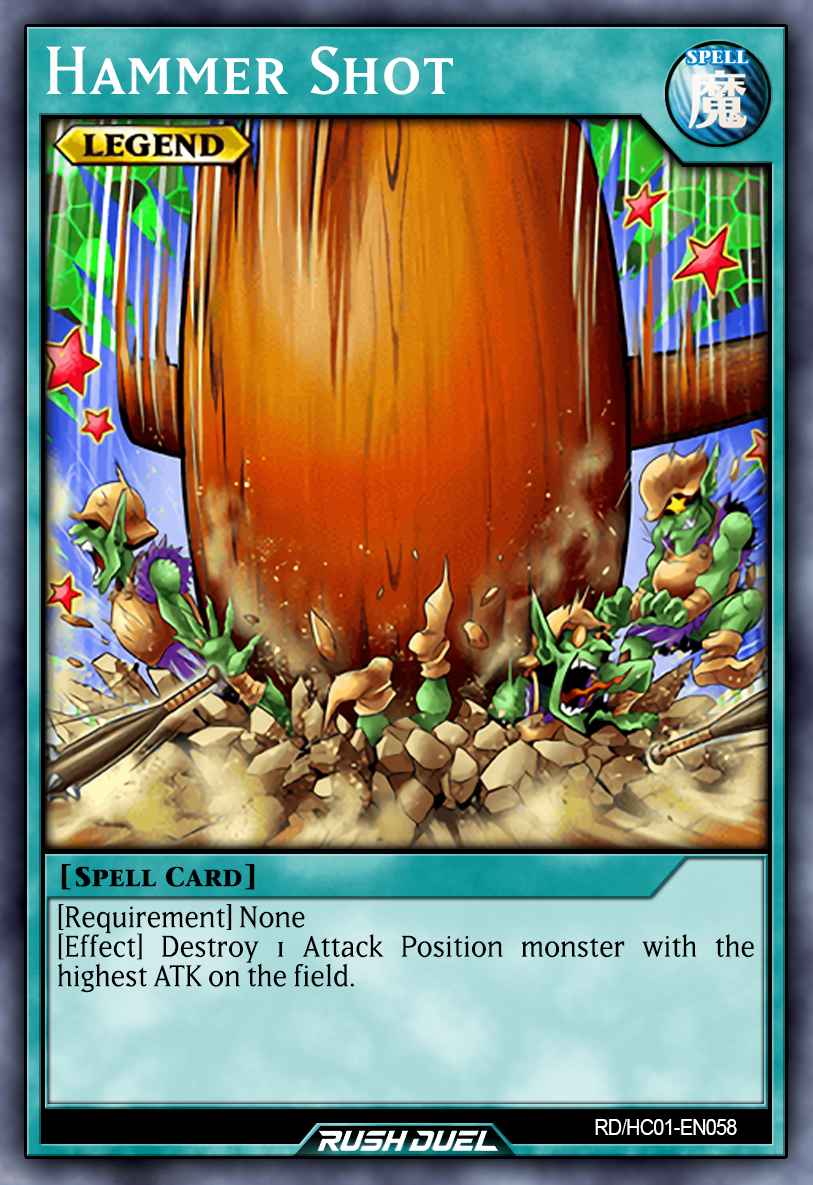 Hammer Shot
SPELL
魔
LEGEND
[Spell Card]
[Requirement] None
[Effect] Destroy 1 Attack Position monster with the
highest ATK on the field.
RD/HC01-EN058
RUSH DUEL